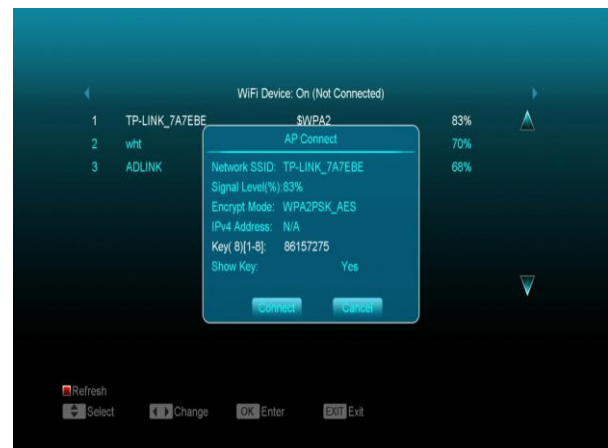 WiFi Device: On (Not Connected)
1 TP-LINK_7A7EBE $WPA2 83%
2 wht 70%
3 ADLINK 68%
AP Connect
Network SSID: TP-LINK_7A7EBE
Signal Level(%):83%
Encrypt Mode: WPA2PSK_AES
IPv4 Address: N/A
Key( 8)[1-8]: 86157275
Show Key: Yes
Connect Cancel
Refresh
Select Change OK Enter EXIT Exit